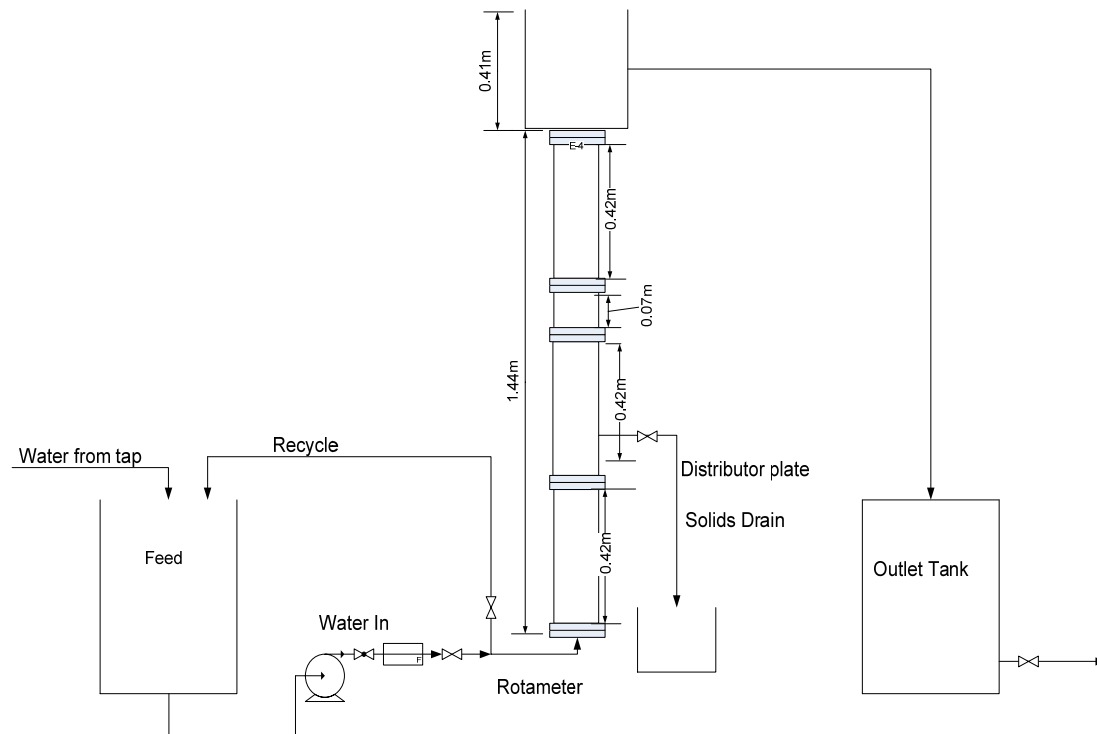 0.41m
E-4
0.42m
0.07m
1.44m
0.42m
Water from tap
Recycle
Distributor plate
Solids Drain
0.42m
Feed
Outlet Tank
Water In
F
Rotameter